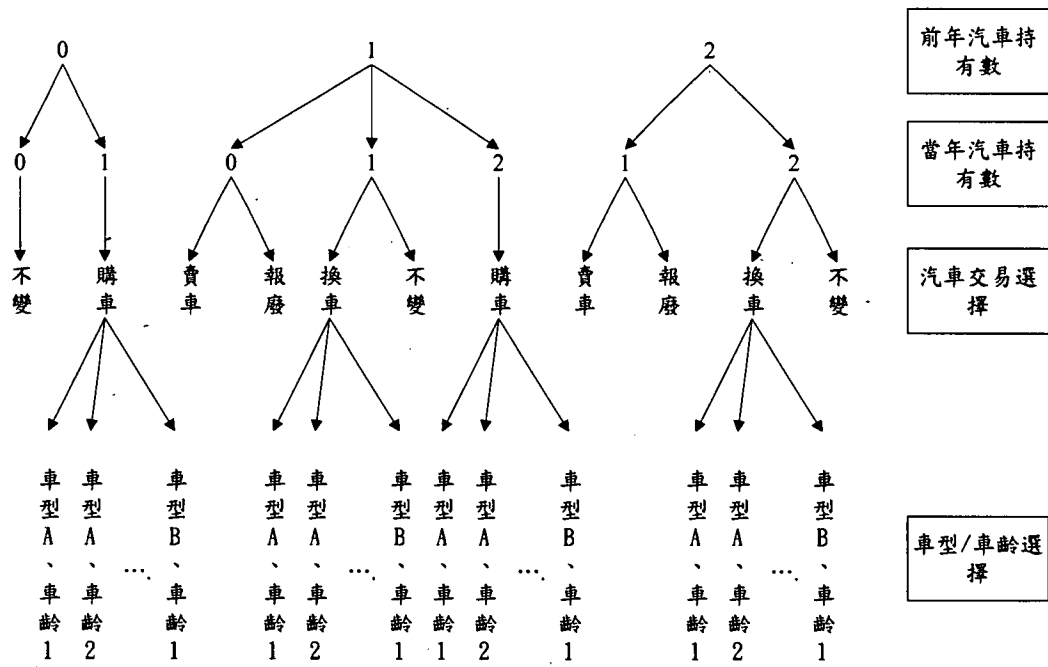 0 1 2
前年汽車持
有數
0 1 0 1 2 1 2
當年汽車持
有數
不變 購車 賣車 報廢 換車 不變 購車 賣車 報廢 換車 不變
汽車交易選
擇
車型A、車齡1 車型A、車齡2 … 車型B、車齡1 車型A、車齡1 車型A、車齡2 … 車型B、車齡1 車型A、車齡1 車型A、車齡2 … 車型B、車齡1 車型A、車齡1 車型A、車齡2 … 車型B、車齡1
車型/車齡選
擇